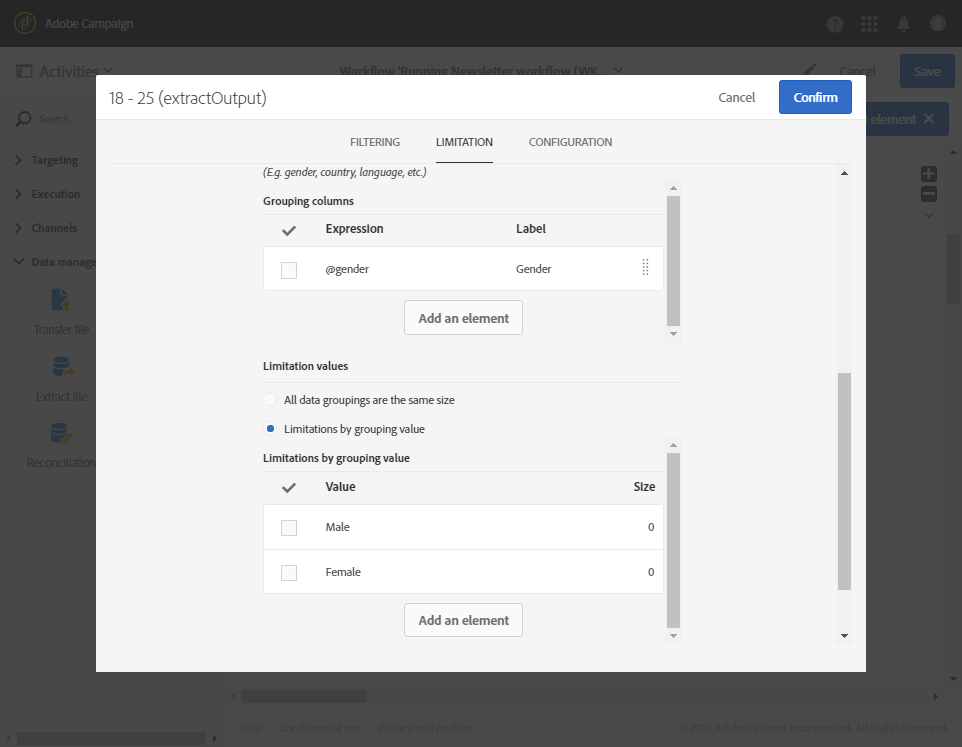 Adobe Campaign
Activities
Workflow 'Running Newsletter workflow (WK...
Cancel
Save
18 - 25 (extractOutput)
Cancel
Confirm
Search...
element
FILTERING
LIMITATION
CONFIGURATION
Targeting
Execution
Channels
Data manage
Transfer file
Extract file
Reconciliation
(E.g. gender, country, language, etc.)
Grouping columns
Expression
Label
@gender
Gender
Add an element
Limitation values
All data groupings are the same size
Limitations by grouping value
Limitations by grouping value
Value
Size
Male
0
Female
0
Add an element
Help
Conditions of use
Privacy and cookies
© 2016 Adobe Systems Incorporated. All Rights Reserved.